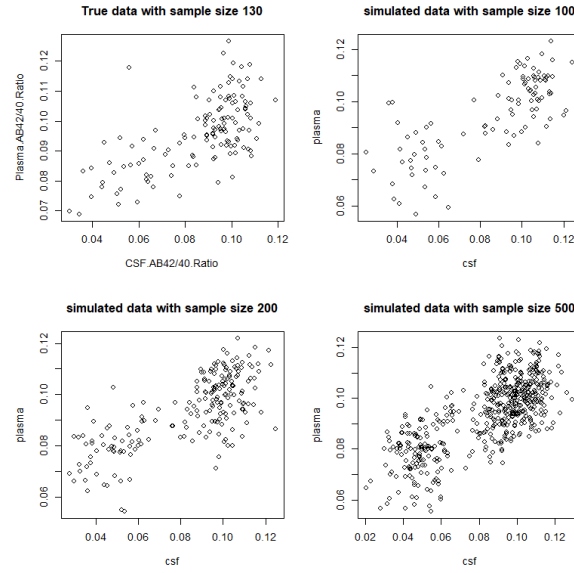 True data with sample size 130
Plasma.AB42/40.Ratio
0.12
0.11
0.10
0.09
0.08
0.07
0.04 0.06 0.08 0.10 0.12
CSF.AB42/40.Ratio
simulated data with sample size 100
plasma
0.12
0.10
0.08
0.06
0.04 0.06 0.08 0.10 0.12
csf
simulated data with sample size 200
plasma
0.12
0.10
0.08
0.06
0.04 0.06 0.08 0.10 0.12
csf
simulated data with sample size 500
plasma
0.12
0.10
0.08
0.06
0.02 0.04 0.06 0.08 0.10 0.12
csf